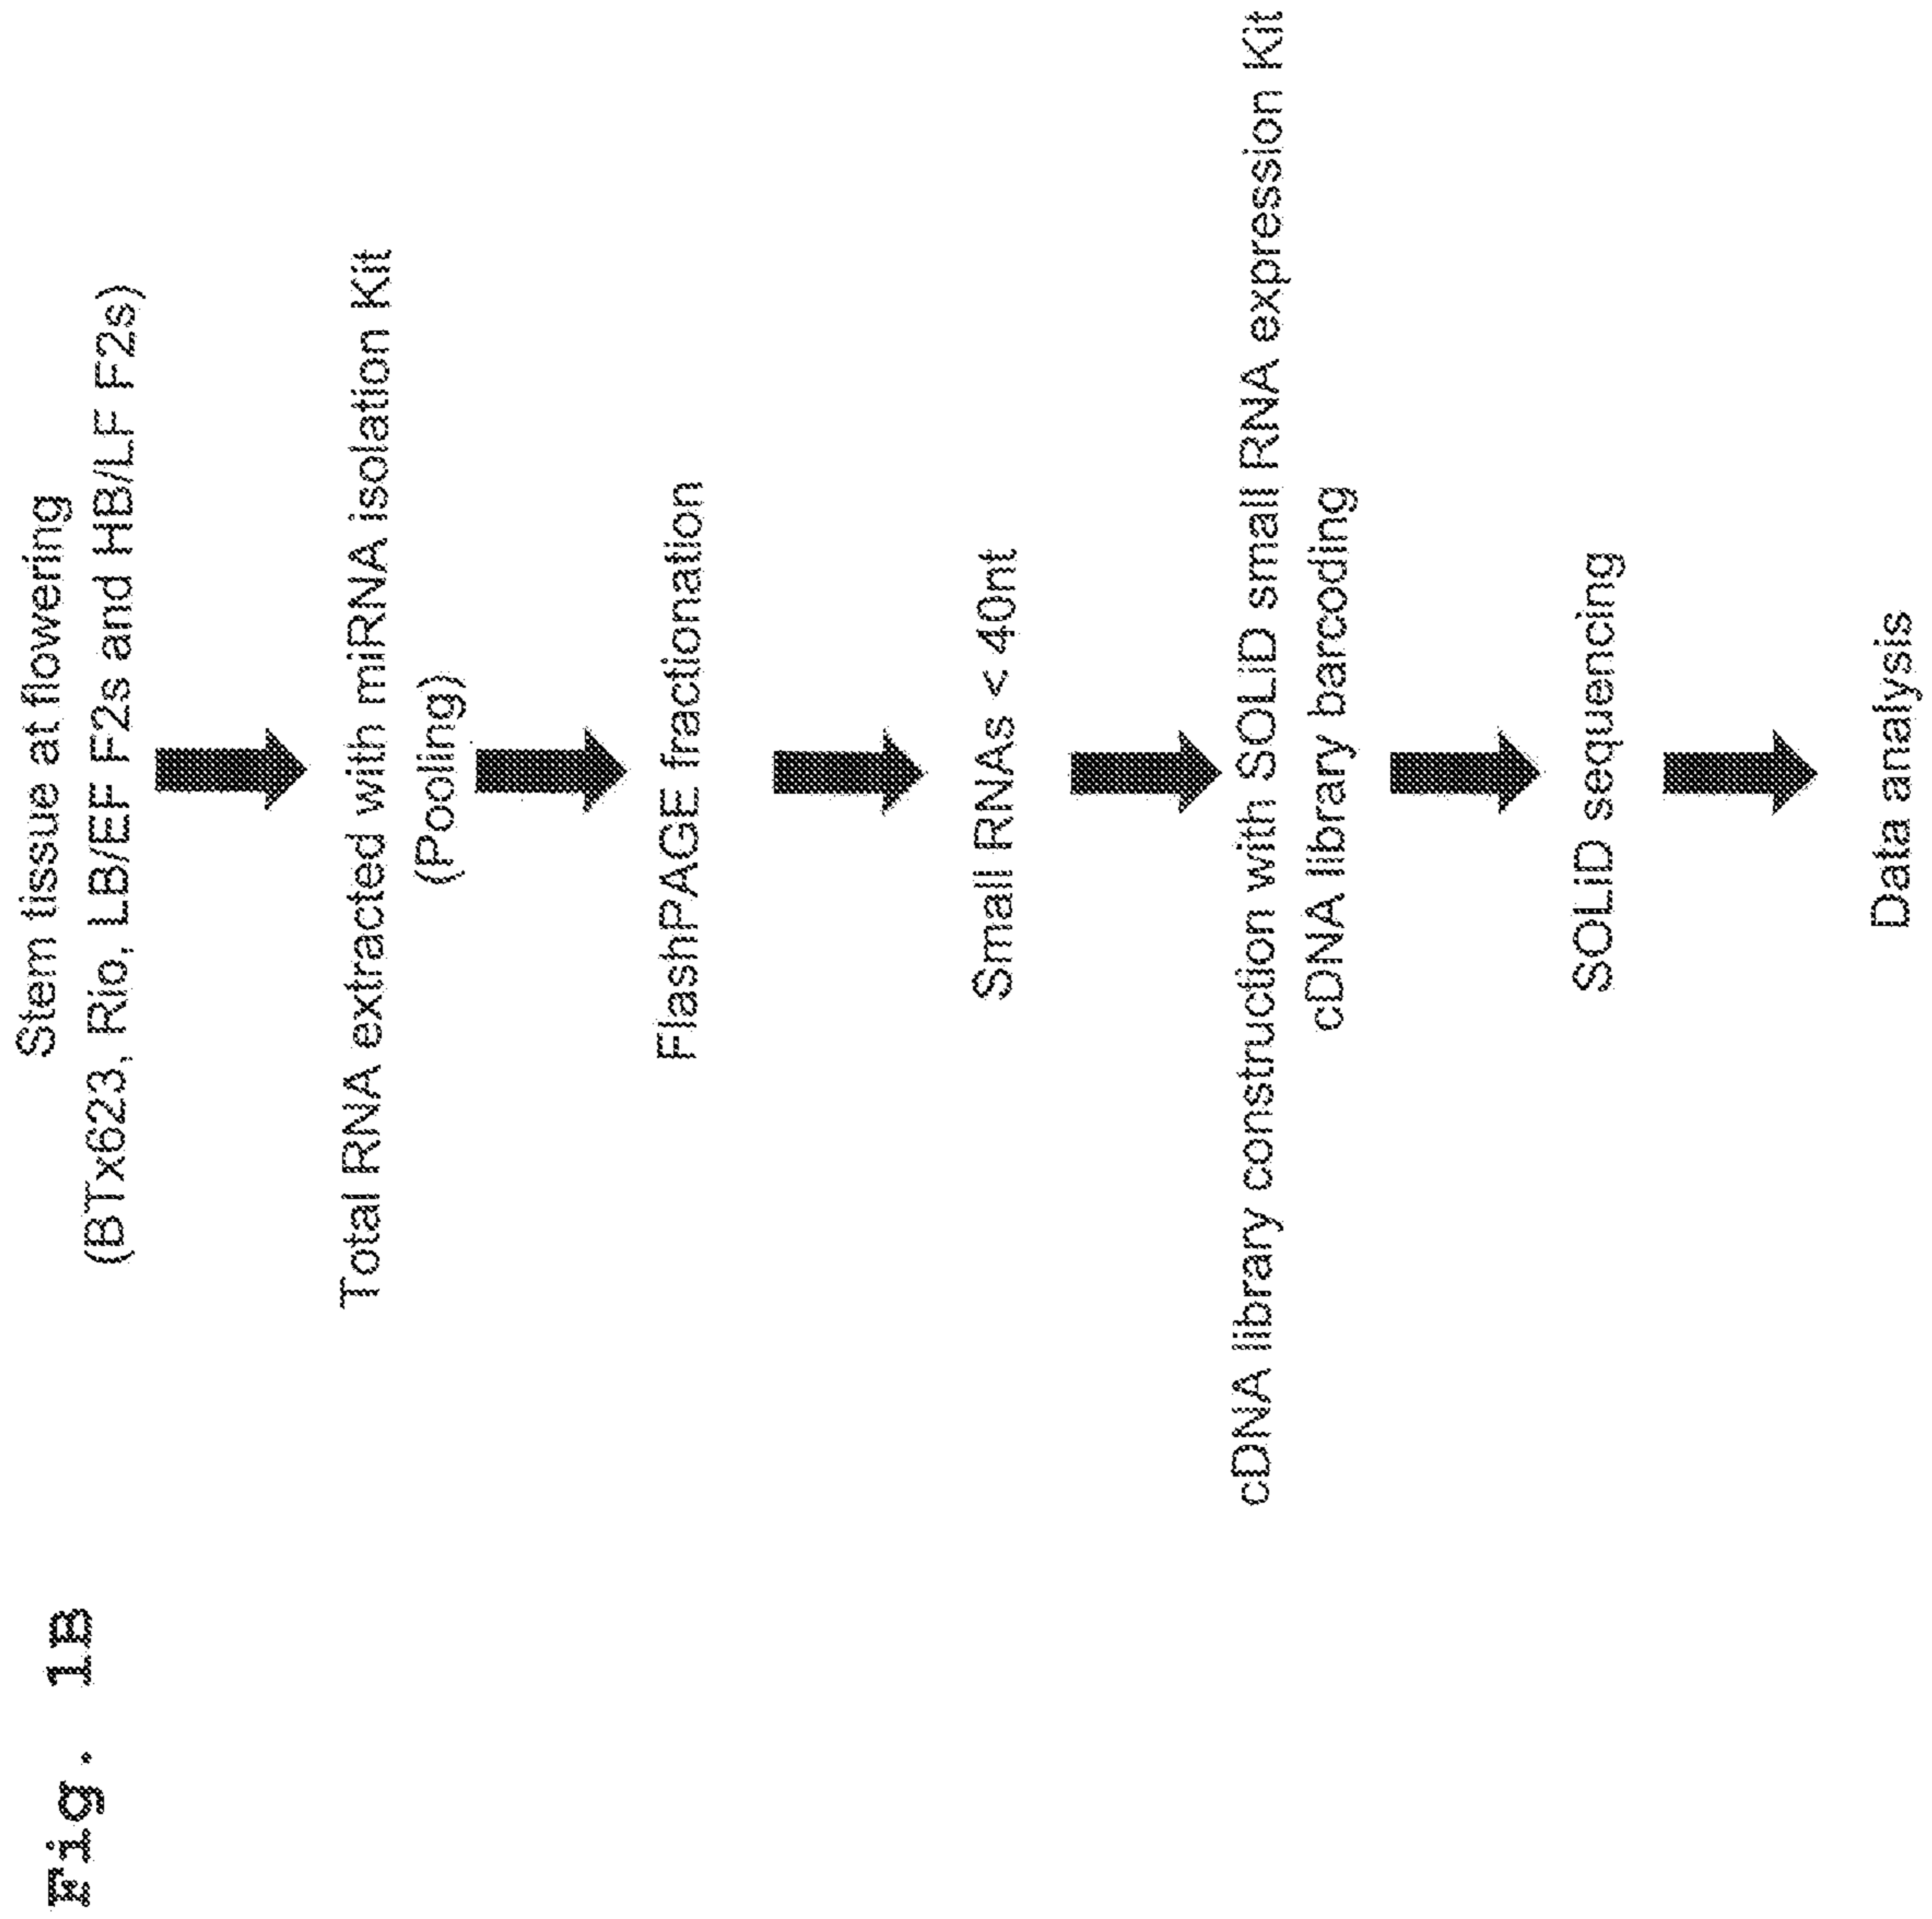 Fig. 1B
Stem tissue at flowering
(BTx623, Rio, LB/EF F2s and HB/LF F2s)
Total RNA extracted with miRNA isolation Kit
(Pooling)
FlashPAGE fractionation
Small RNAs < 40nt
cDNA library construction with SOLiD small RNA expression Kit
cDNA library barcoding
SOLiD sequencing
Data analysis